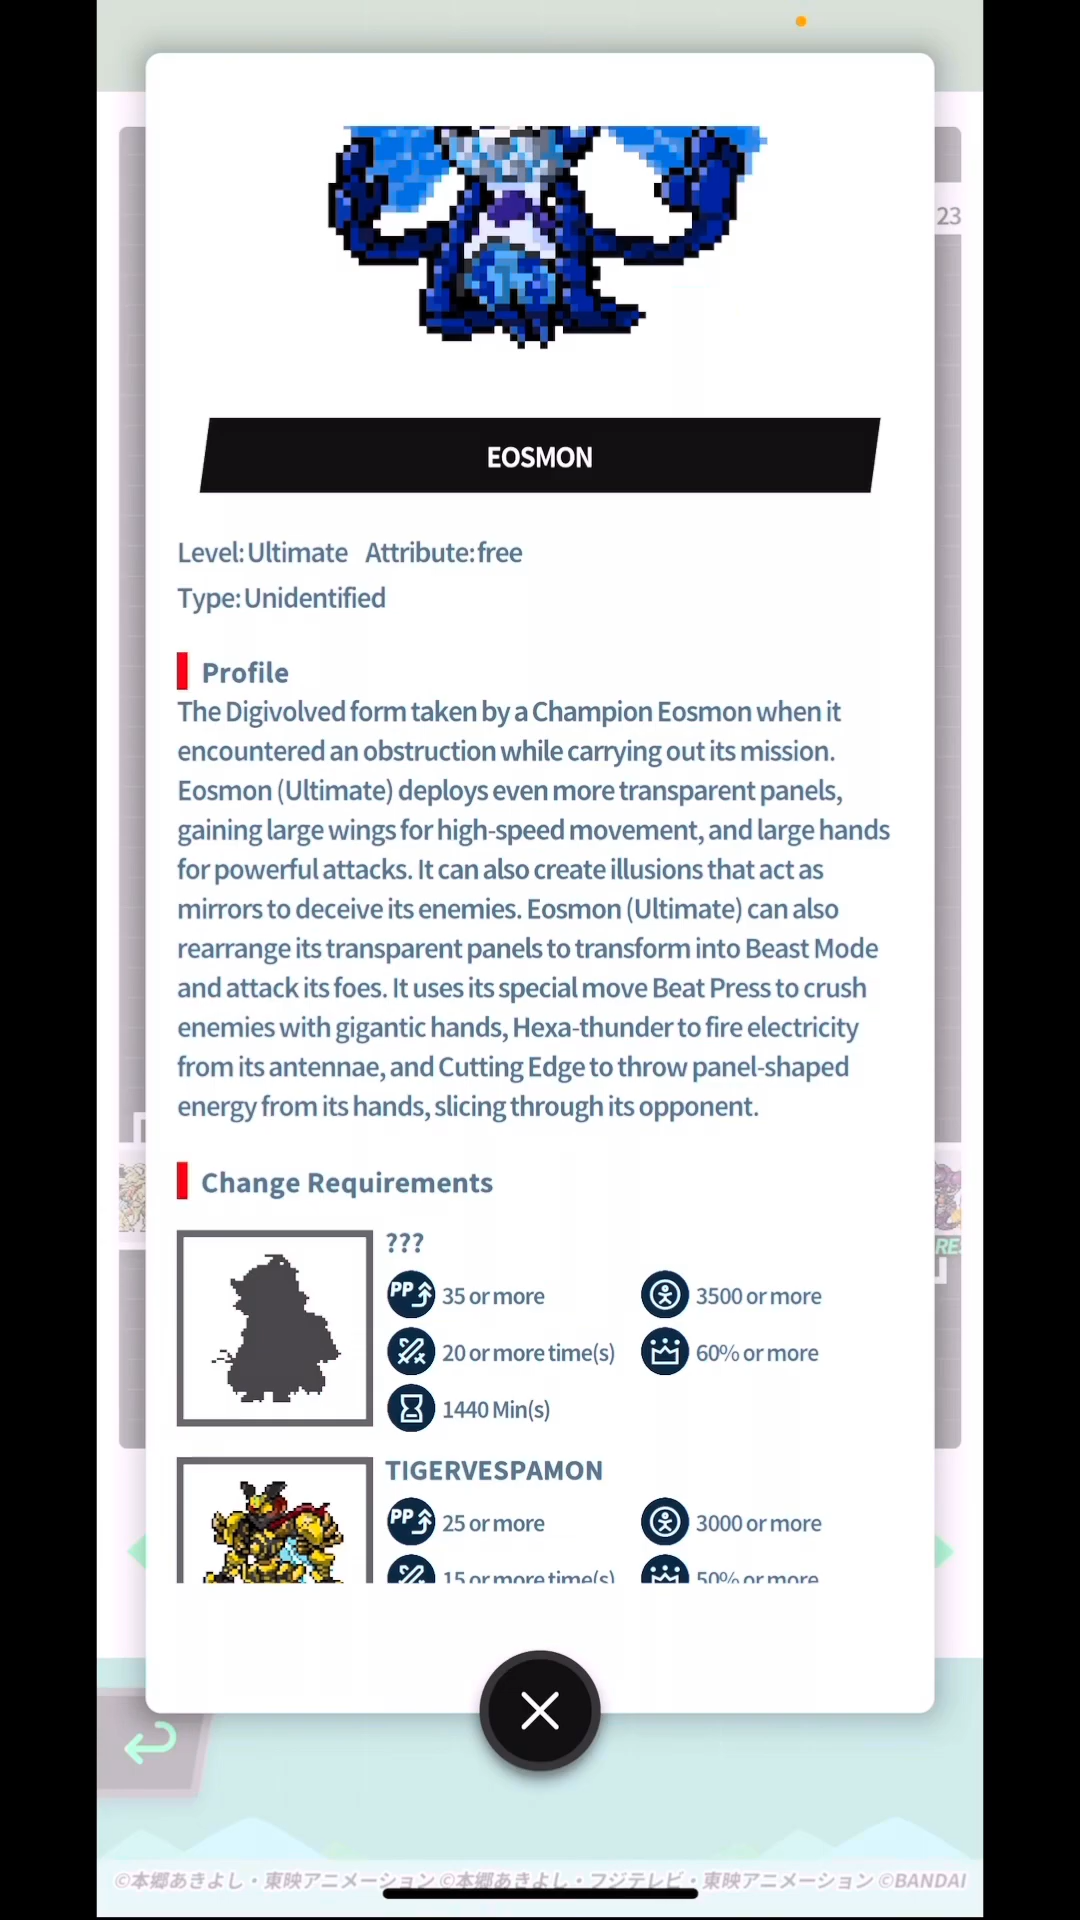 23
EOSMON
Level:Ultimate Attribute:free
Type:Unidentified
Profile
The Digivolved form taken by a Champion Eosmon when it
encountered an obstruction while carrying out its mission.
Eosmon (Ultimate) deploys even more transparent panels,
gaining large wings for high-speed movement, and large hands
for powerful attacks. It can also create illusions that act as
mirrors to deceive its enemies. Eosmon (Ultimate) can also
rearrange its transparent panels to transform into Beast Mode
and attack its foes. It uses its special move Beat Press to crush
enemies with gigantic hands, Hexa-thunder to fire electricity
from its antennae, and Cutting Edge to throw panel-shaped
energy from its hands, slicing through its opponent.
Change Requirements
???
PP 35 or more 3500 or more
20 or more time(s) 60% or more
1440 Min(s)
RE
TIGERVESPAMON
PP 25 or more 3000 or more
15 or more time(s) 50% or more
©本郷あきよし・東映アニメーション ©本郷あきよし・フジテレビ・東映アニメーション ©BANDAI